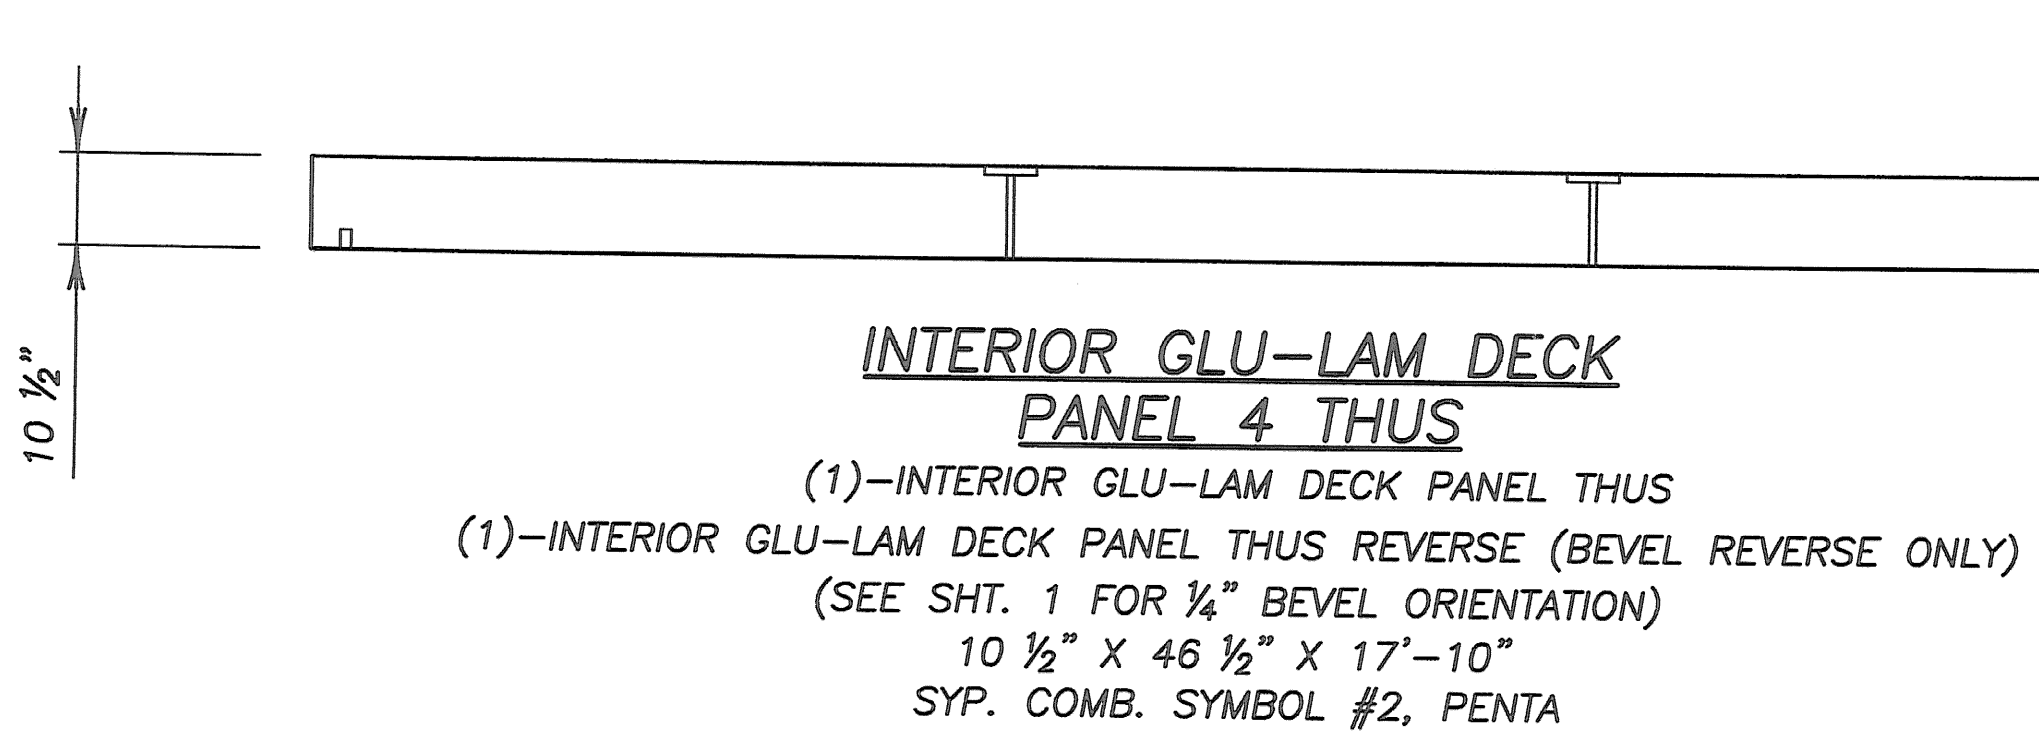 10 ½"
INTERIOR GLU-LAM DECK
PANEL 4 THUS
(1)-INTERIOR GLU-LAM DECK PANEL THUS
(1)-INTERIOR GLU-LAM DECK PANEL THUS REVERSE (BEVEL REVERSE ONLY)
(SEE SHT. 1 FOR ¼" BEVEL ORIENTATION)
10 ½" X 46 ½" X 17'-10"
SYP. COMB. SYMBOL #2, PENTA